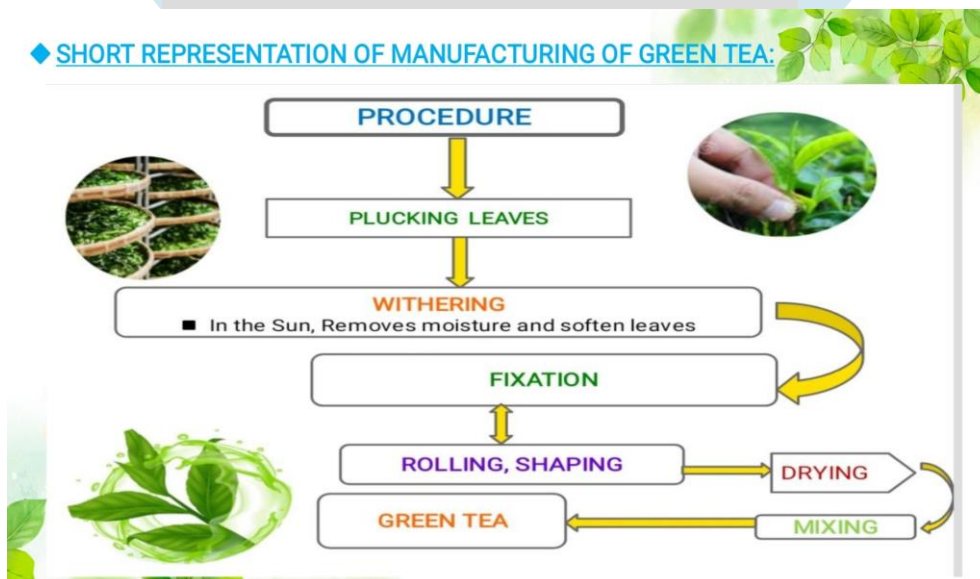 SHORT REPRESENTATION OF MANUFACTURING OF GREEN TEA:
PROCEDURE
PLUCKING LEAVES
WITHERING
In the Sun, Removes moisture and soften leaves
FIXATION
ROLLING, SHAPING
DRYING
MIXING
GREEN TEA